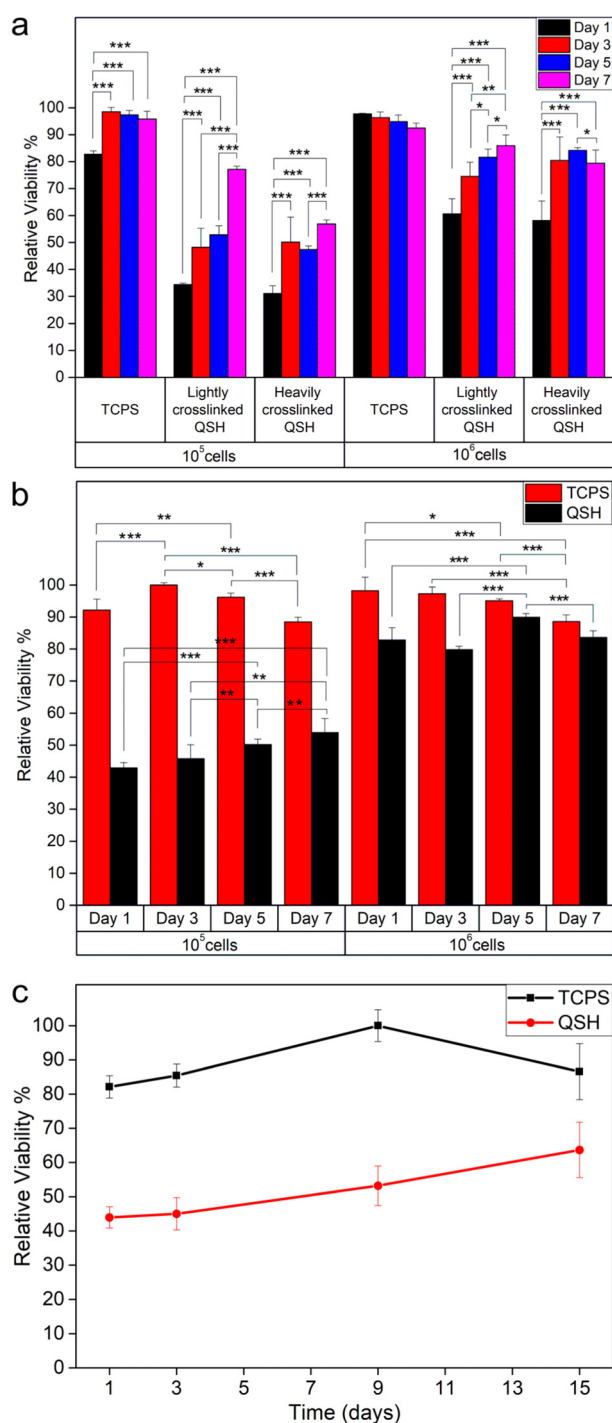 a
Day 1
Day 3
Day 5
Day 7
Relative Viability %
100
90
80
70
60
50
40
30
20
10
0
*** *** *** ***
*** *** *** *** *** ***
*** *** *** ***
*** *** *** ** * *
*** *** *** *
TCPS
Lightly
crosslinked
QSH
Heavily
crosslinked
QSH
TCPS
Lightly
crosslinked
QSH
Heavily
crosslinked
QSH
10⁵cells
10⁶cells
b
TCPS
QSH
Relative Viability %
100
90
80
70
60
50
40
30
20
10
0
**
*** ***
* ***
***
***
** **
**
*
***
*** ***
***
*** ***
Day 1 Day 3 Day 5 Day 7 Day 1 Day 3 Day 5 Day 7
10⁵cells
10⁶cells
c
TCPS
QSH
Relative Viability %
100
90
80
70
60
50
40
30
20
10
0
1 3 5 7 9 11 13 15
Time (days)